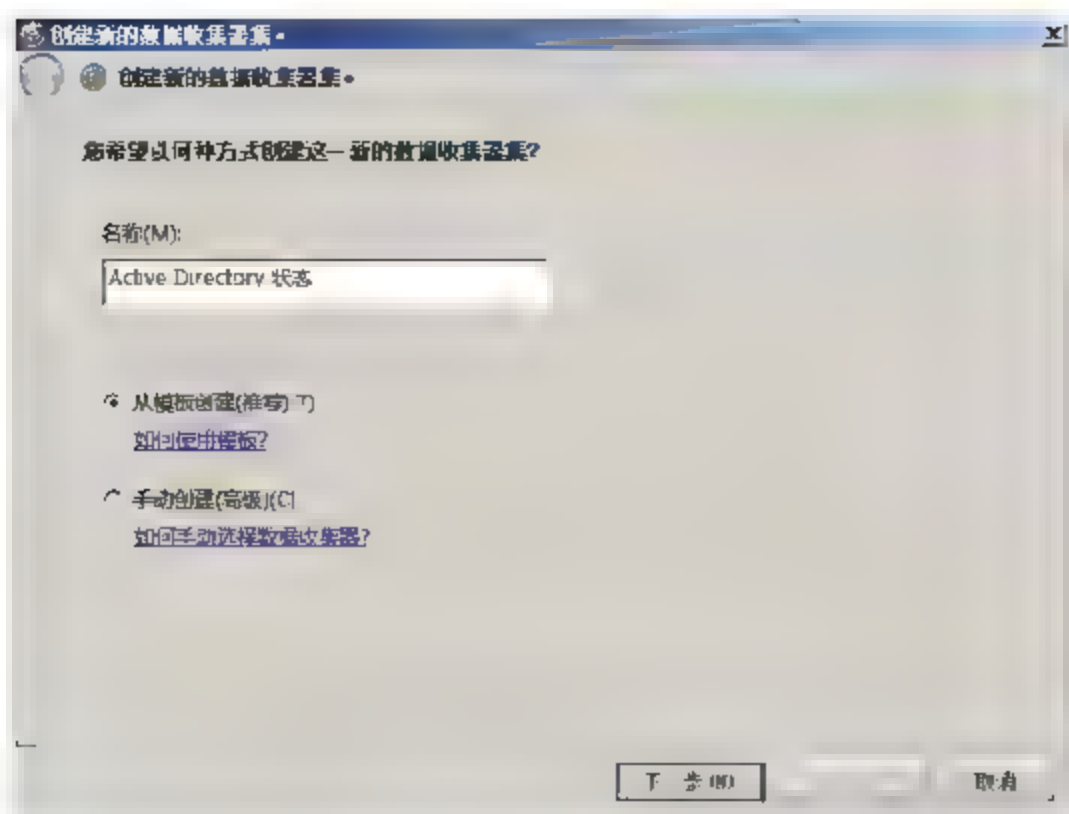 创建新的数据收集器集。
创建新的数据收集器集。
您希望以何种方式创建这一新的数据收集器集?
名称(M):
Active Directory 状态
从模板创建(推荐)(T)
如何使用模板?
手动创建(高级)(C)
如何手动选择数据收集器?
下一步(N)
取消